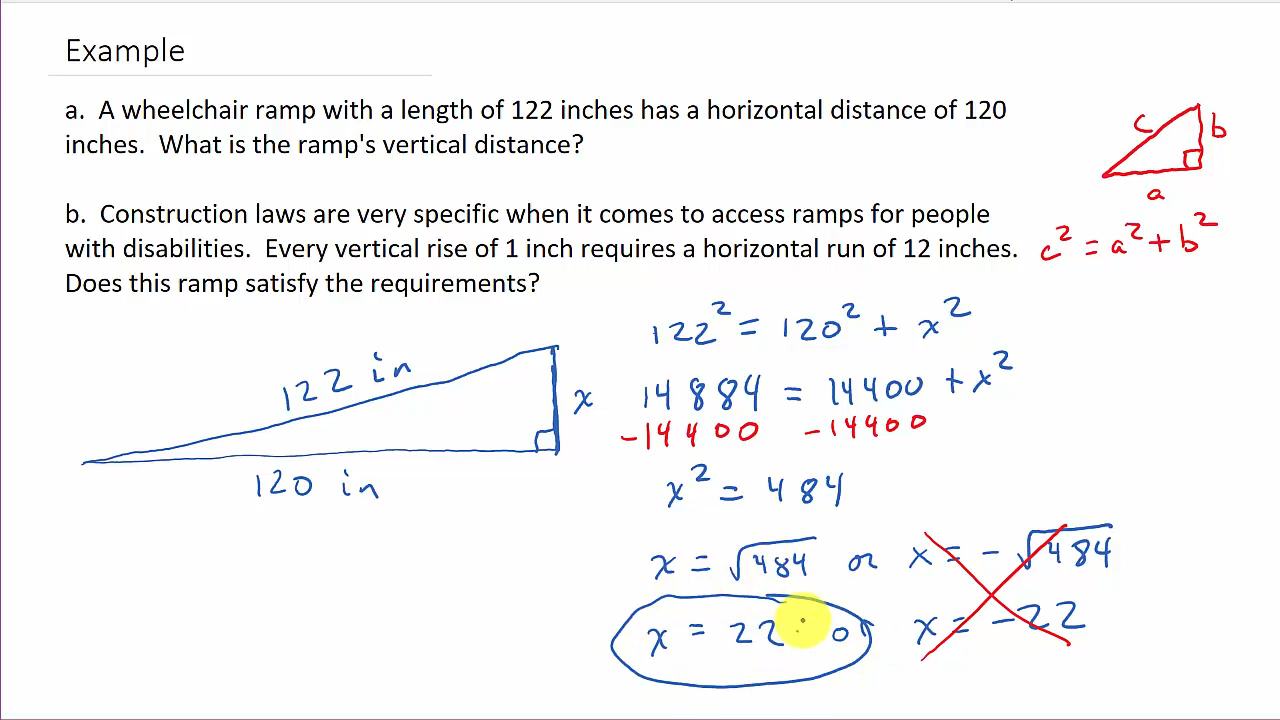 Example
a. A wheelchair ramp with a length of 122 inches has a horizontal distance of 120
inches. What is the ramp's vertical distance?
c
b
a
b. Construction laws are very specific when it comes to access ramps for people
with disabilities. Every vertical rise of 1 inch requires a horizontal run of 12 inches.
Does this ramp satisfy the requirements?
c² = a² + b²
122² = 120² + x²
122 in
x
14884 = 14400 + x²
-14400 -14400
120 in
x² = 484
x = √484 or x = -√484
x = 22 or x = -22